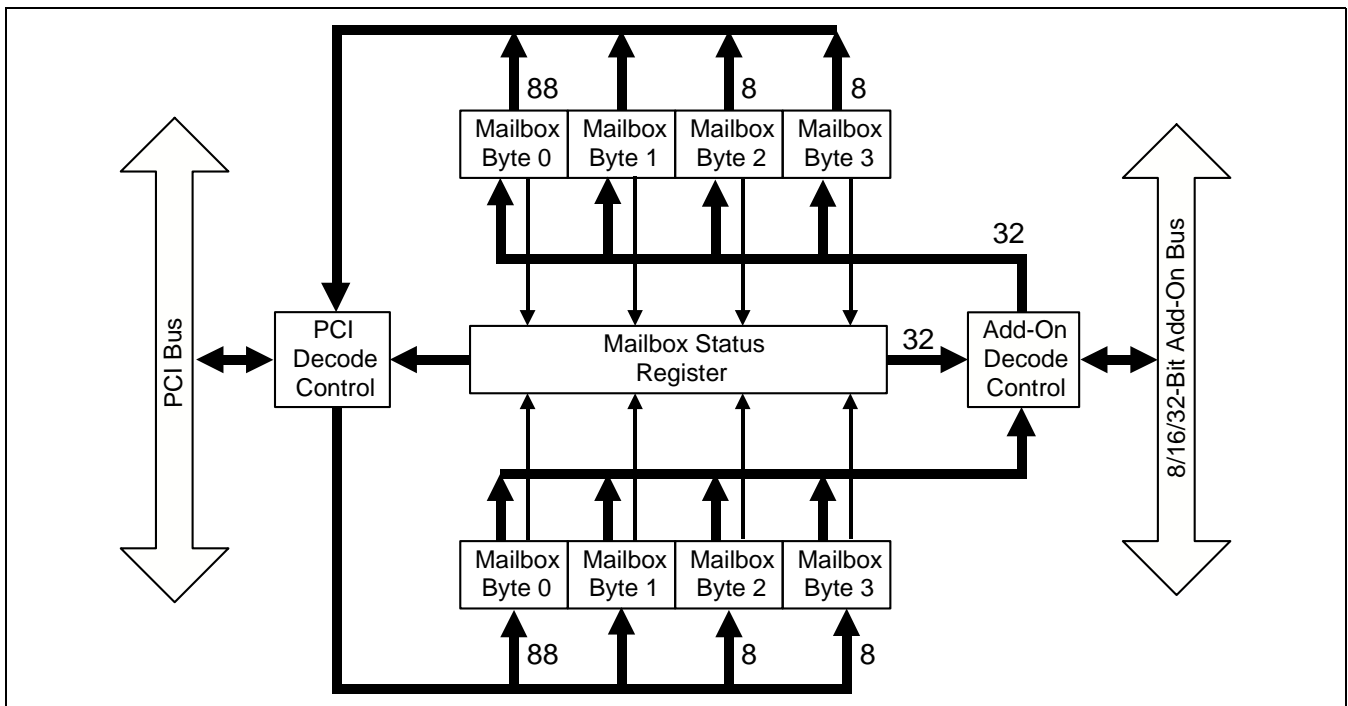 88
8
8
Mailbox
Byte 0
Mailbox
Byte 1
Mailbox
Byte 2
Mailbox
Byte 3
32
PCI Bus
PCI
Decode
Control
Mailbox Status
Register
32
Add-On
Decode
Control
8/16/32-Bit Add-On Bus
Mailbox
Byte 0
Mailbox
Byte 1
Mailbox
Byte 2
Mailbox
Byte 3
88
8
8